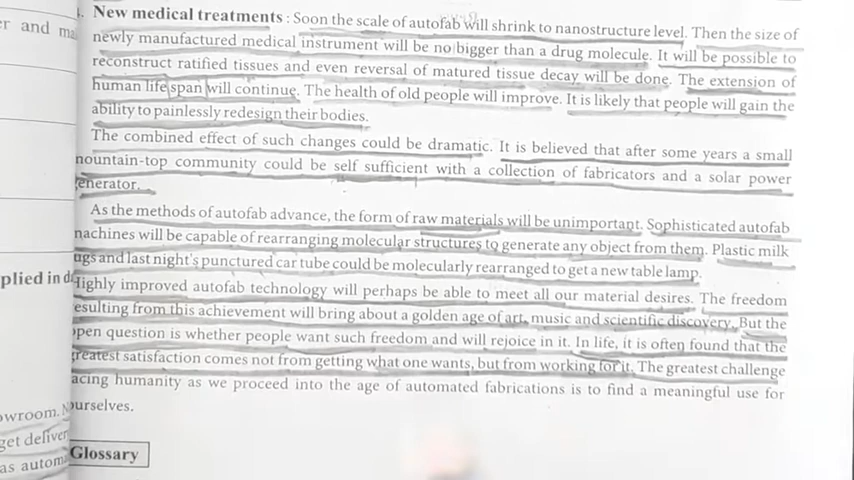 New medical treatments : Soon the scale of autofab will shrink to nanostructure level. Then the size of
er and ma
newly manufactured medical instrument will be no bigger than a drug molecule. It will be possible to
reconstruct ratified tissues and even reversal of matured tissue decay will be done. The extension of
human life span will continue. The health of old people will improve. It is likely that people will gain the
ability to painlessly redesign their bodies.
The combined effect of such changes could be dramatic. It is believed that after some years a small
nountain-top community could be self sufficient with a collection of fabricators and a solar power
enerator.
As the methods of autofab advance, the form of raw materials will be unimportant. Sophisticated autofab
nachines will be capable of rearranging molecular structures to generate any object from them. Plastic milk
ugs and last night's punctured car tube could be molecularly rearranged to get a new table lamp.
plied in d
Highly improved autofab technology will perhaps be able to meet all our material desires. The freedom
esulting from this achievement will bring about a golden age of art, music and scientific discovery. But the
pen question is whether people want such freedom and will rejoice in it. In life, it is often found that the
greatest satisfaction comes not from getting what one wants, but from working for it. The greatest challenge
acing humanity as we proceed into the age of automated fabrications is to find a meaningful use for
owroom. N
ourselves.
get deliver
as autom
Glossary